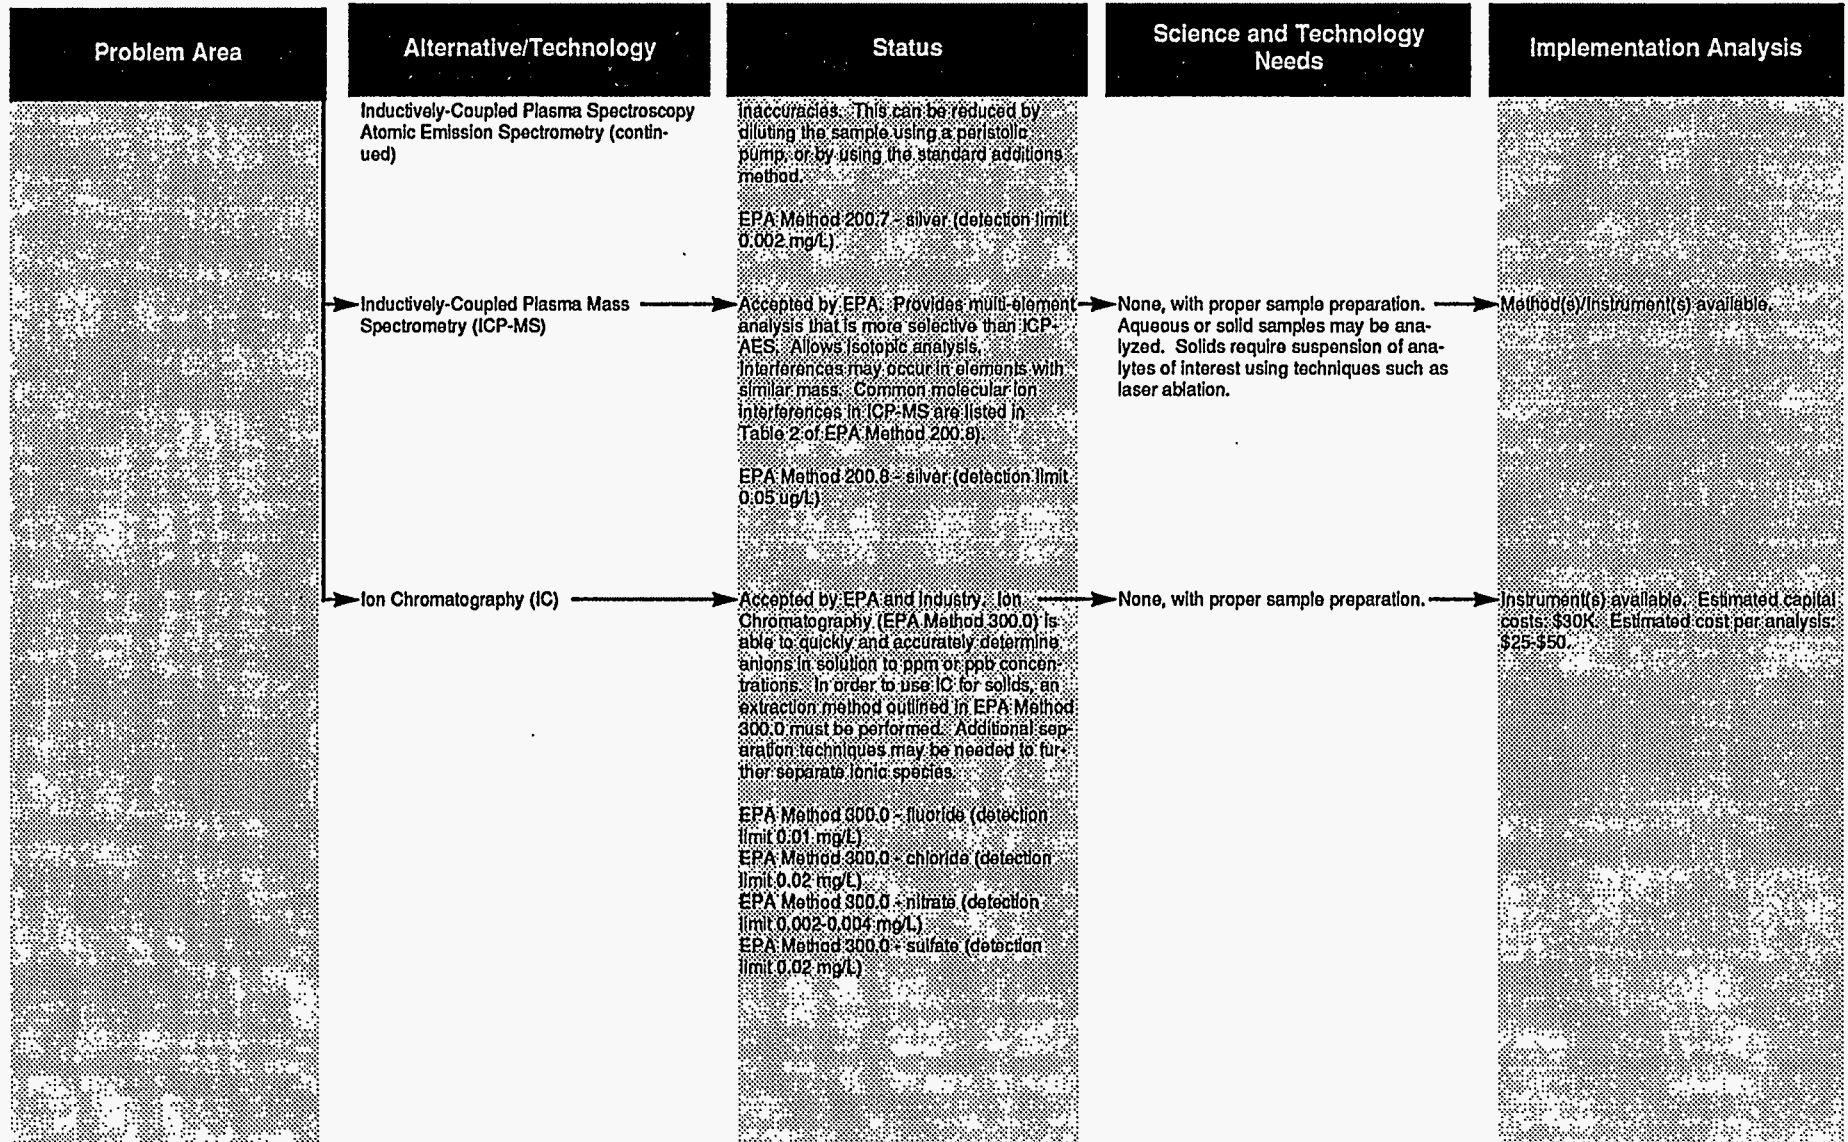 Problem Area
Alternative/Technology
Status
Science and Technology
Needs
Implementation Analysis
Inductively-Coupled Plasma Spectroscopy
Atomic Emission Spectrometry (contin-
ued)
inaccuracies. This can be reduced by
diluting the sample using a peristolic
pump, or by using the standard additions
method.
EPA Method 200.7 - silver (detection limit
0.002 mg/L)
Inductively-Coupled Plasma Mass
Spectrometry (ICP-MS)
Accepted by EPA. Provides multi-element
analysis that is more selective than ICP-
AES. Allows isotopic analysis.
Interferences may occur in elements with
similar mass. Common molecular ion
interferences in ICP-MS are listed in
Table 2 of EPA Method 200.8).
EPA Method 200.8 - silver (detection limit
0.05 ug/L)
None, with proper sample preparation.
Aqueous or solid samples may be ana-
lyzed. Solids require suspension of ana-
lytes of interest using techniques such as
laser ablation.
Method(s)/Instrument(s) available.
Ion Chromatography (IC)
Accepted by EPA and industry. Ion
Chromatography (EPA Method 300.0) is
able to quickly and accurately determine
anions in solution to ppm or ppb concen-
trations. In order to use IC for solids, an
extraction method outlined in EPA Method
300.0 must be performed. Additional sep-
aration techniques may be needed to fur-
ther separate ionic species.
EPA Method 300.0 - fluoride (detection
limit 0.01 mg/L)
EPA Method 300.0 - chloride (detection
limit 0.02 mg/L)
EPA Method 300.0 - nitrate (detection
limit 0.002-0.004 mg/L)
EPA Method 300.0 - sulfate (detection
limit 0.02 mg/L)
None, with proper sample preparation.
Instrument(s) available. Estimated capital
costs: $30K. Estimated cost per analysis:
$25-$50.